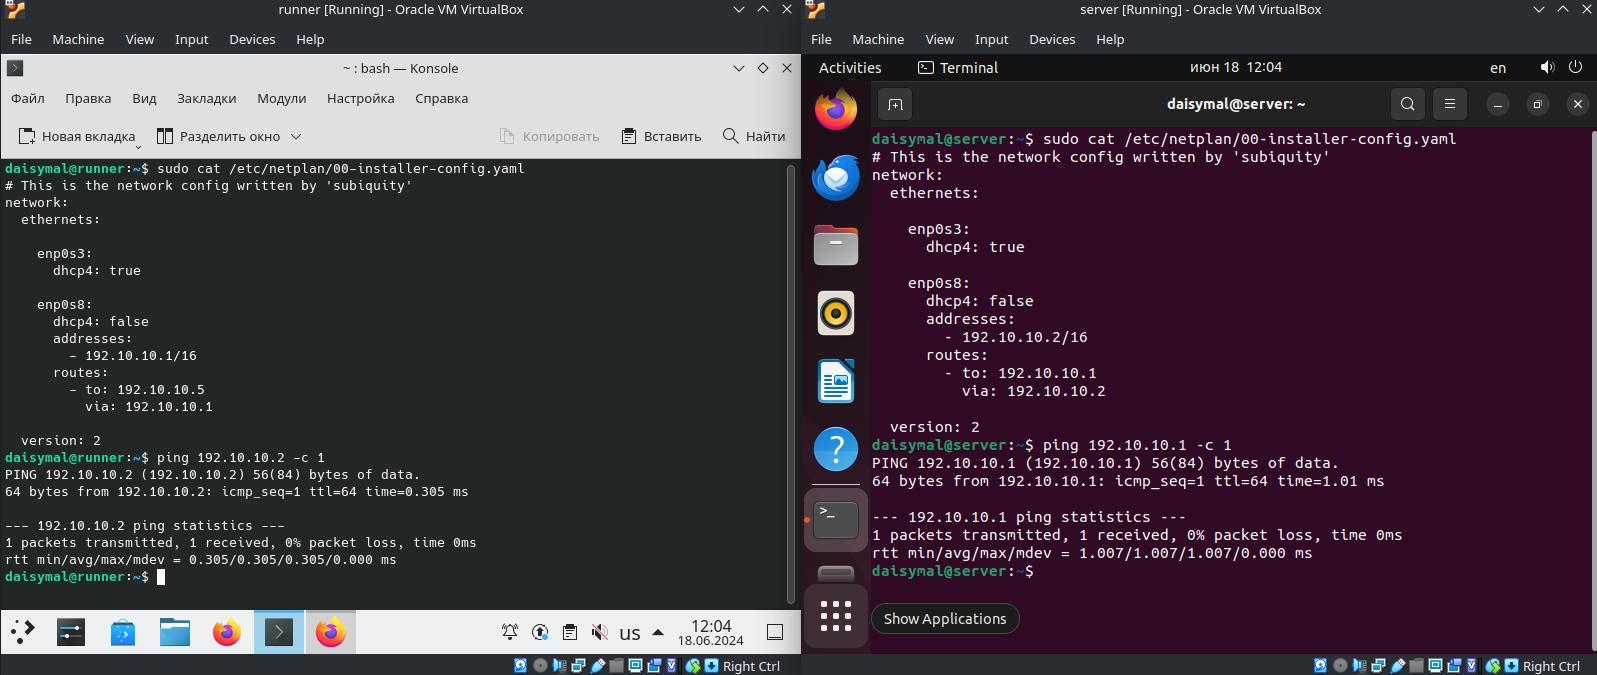 runner [Running] - Oracle VM VirtualBox
File Machine View Input Devices Help
~ : bash — Konsole
Файл Правка Вид Закладки Модули Настройка Справка
Новая вкладка Разделить окно Копировать Вставить Найти
daisymal@runner:~$ sudo cat /etc/netplan/00-installer-config.yaml
# This is the network config written by 'subiquity'
network:
  ethernets:
    enp0s3:
      dhcp4: true
    enp0s8:
      dhcp4: false
      addresses:
        - 192.10.10.1/16
      routes:
        - to: 192.10.10.5
          via: 192.10.10.1
  version: 2
daisymal@runner:~$ ping 192.10.10.2 -c 1
PING 192.10.10.2 (192.10.10.2) 56(84) bytes of data.
64 bytes from 192.10.10.2: icmp_seq=1 ttl=64 time=0.305 ms
--- 192.10.10.2 ping statistics ---
1 packets transmitted, 1 received, 0% packet loss, time 0ms
rtt min/avg/max/mdev = 0.305/0.305/0.305/0.000 ms
daisymal@runner:~$
us
12:04
18.06.2024
Right Ctrl
server [Running] - Oracle VM VirtualBox
File Machine View Input Devices Help
Activities Terminal июн 18 12:04 en
daisymal@server: ~
daisymal@server:~$ sudo cat /etc/netplan/00-installer-config.yaml
# This is the network config written by 'subiquity'
network:
  ethernets:
    enp0s3:
      dhcp4: true
    enp0s8:
      dhcp4: false
      addresses:
        - 192.10.10.2/16
      routes:
        - to: 192.10.10.1
          via: 192.10.10.2
  version: 2
daisymal@server:~$ ping 192.10.10.1 -c 1
PING 192.10.10.1 (192.10.10.1) 56(84) bytes of data.
64 bytes from 192.10.10.1: icmp_seq=1 ttl=64 time=1.01 ms
--- 192.10.10.1 ping statistics ---
1 packets transmitted, 1 received, 0% packet loss, time 0ms
rtt min/avg/max/mdev = 1.007/1.007/1.007/0.000 ms
daisymal@server:~$
Show Applications
Right Ctrl